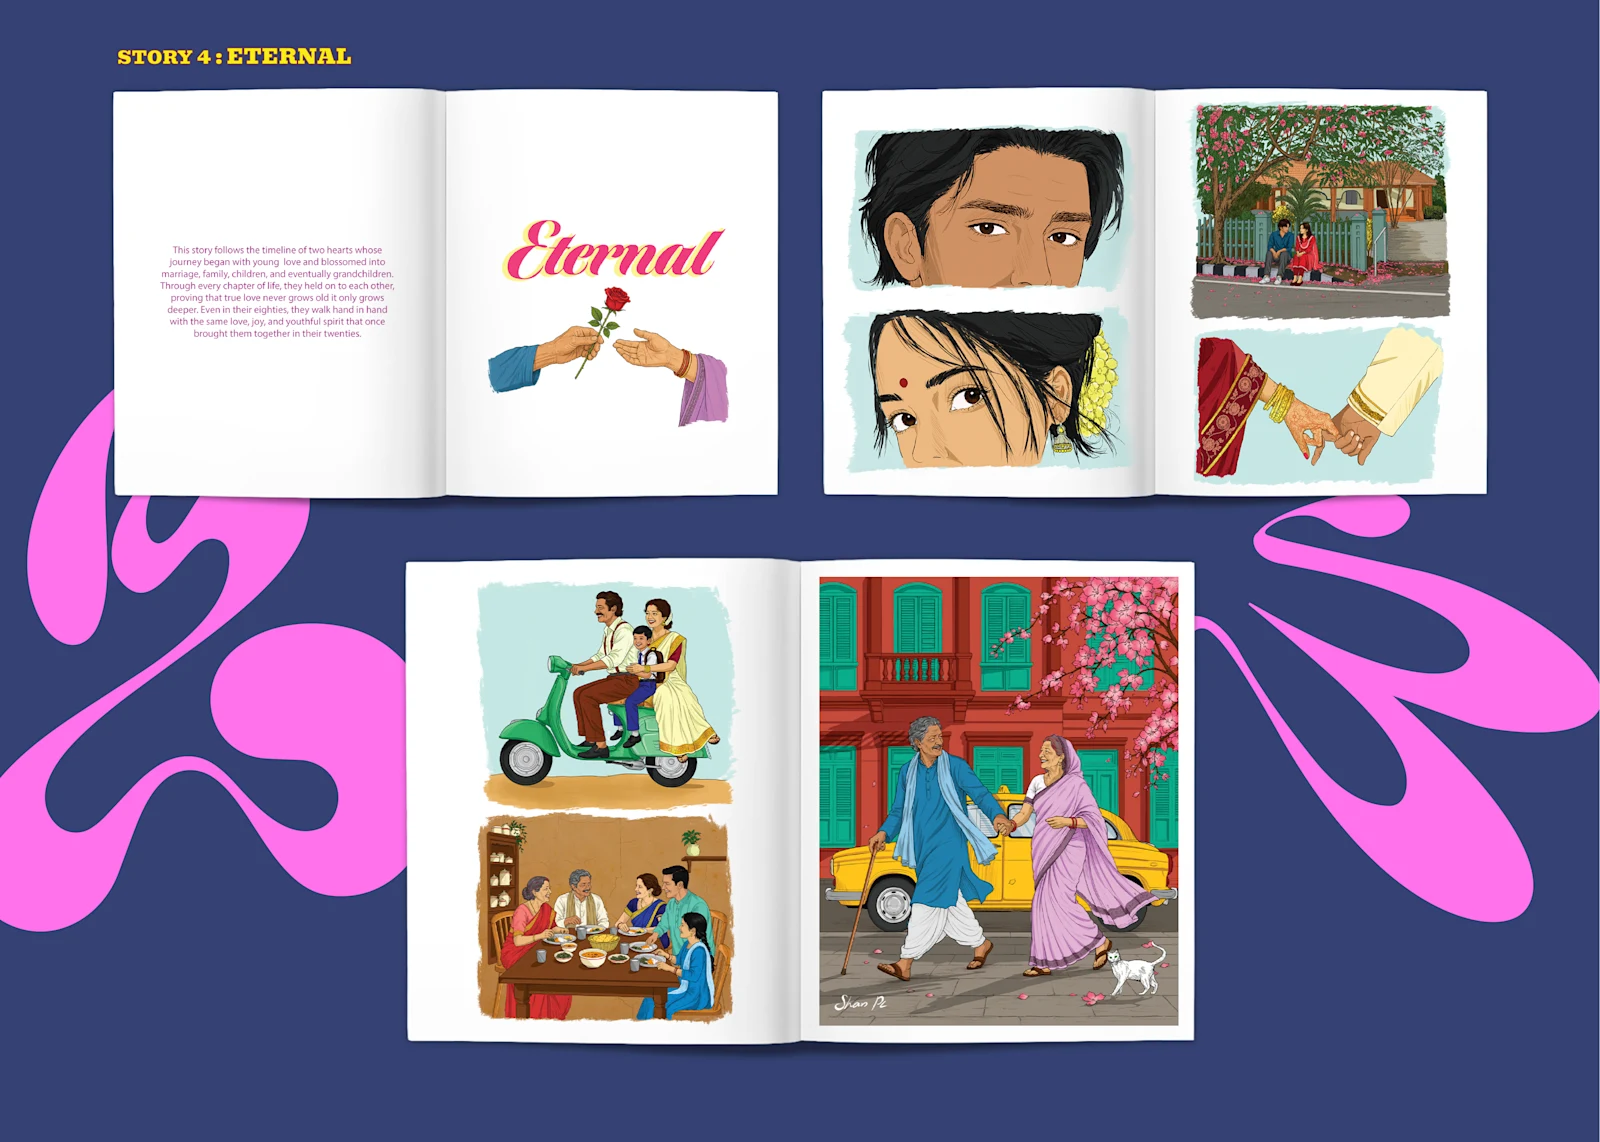 STORY 4 : ETERNAL
This story follows the timeline of two hearts whose
journey began with young love and blossomed into
marriage, family, children, and eventually grandchildren.
Through every chapter of life, they held on to each other,
proving that true love never grows old it only grows
deeper. Even in their eighties, they walk hand in hand
with the same love, joy, and youthful spirit that once
brought them together in their twenties.
Eternal
Shan Pz